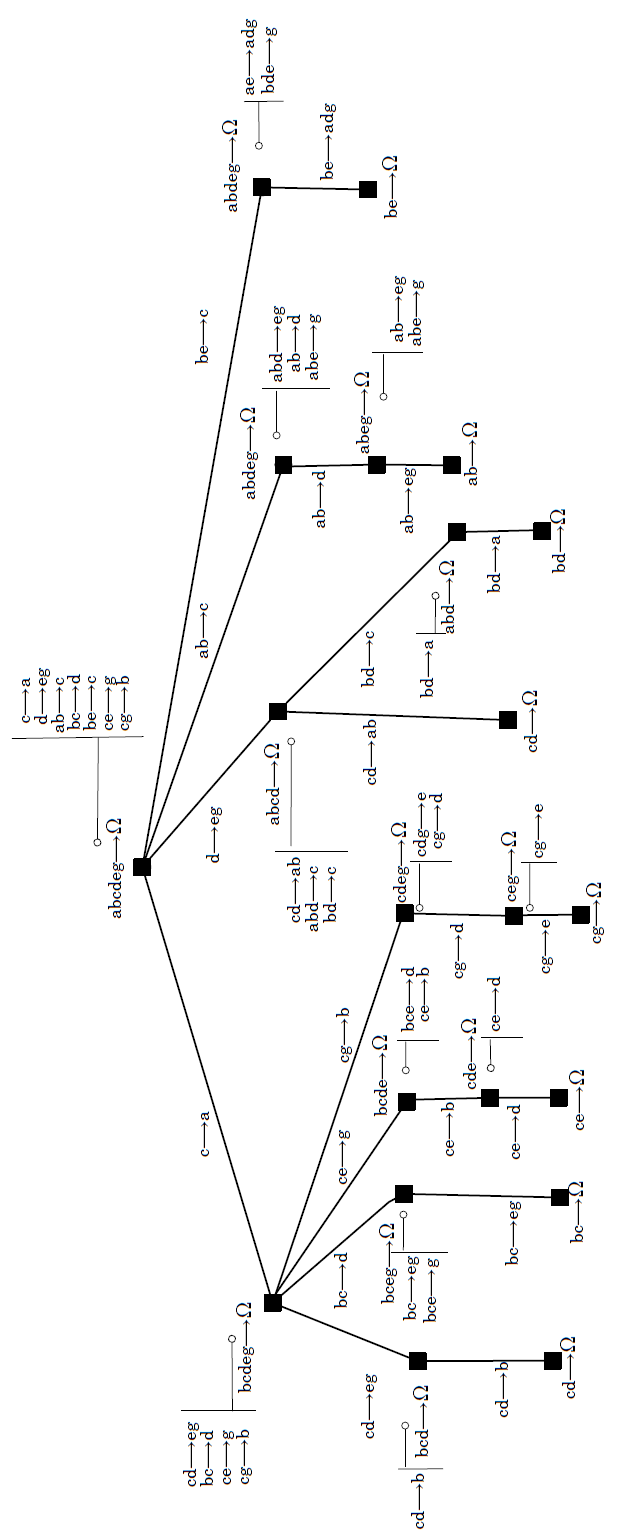 c→a
d→eg
ab→c
bc→d
be→c
ce→g
cg→b
abcdeg→Ω
c→a
d→eg
ab→c
be→c
cd→eg
bc→d
ce→g
cg→b
bcdeg→Ω
cd→eg
bc→d
ce→g
cg→b
cd→b
bcd→Ω
cd→b
cd→Ω
bceg→Ω
bc→eg
bce→g
bc→eg
bc→Ω
bcde→Ω
bce→d
ce→b
ce→b
cde→Ω
ce→d
ce→d
ce→Ω
cdeg→Ω
cdg→e
cg→d
cg→d
ceg→Ω
cg→e
cg→e
cg→Ω
abcd→Ω
cd→ab
abd→c
bd→c
cd→ab
cd→Ω
bd→c
bd→a
abd→Ω
bd→a
bd→Ω
abdeg→Ω
abd→eg
ab→d
abe→g
ab→d
abeg→Ω
ab→eg
abe→g
ab→eg
ab→Ω
abdeg→Ω
ae→adg
bde→g
be→adg
be→Ω